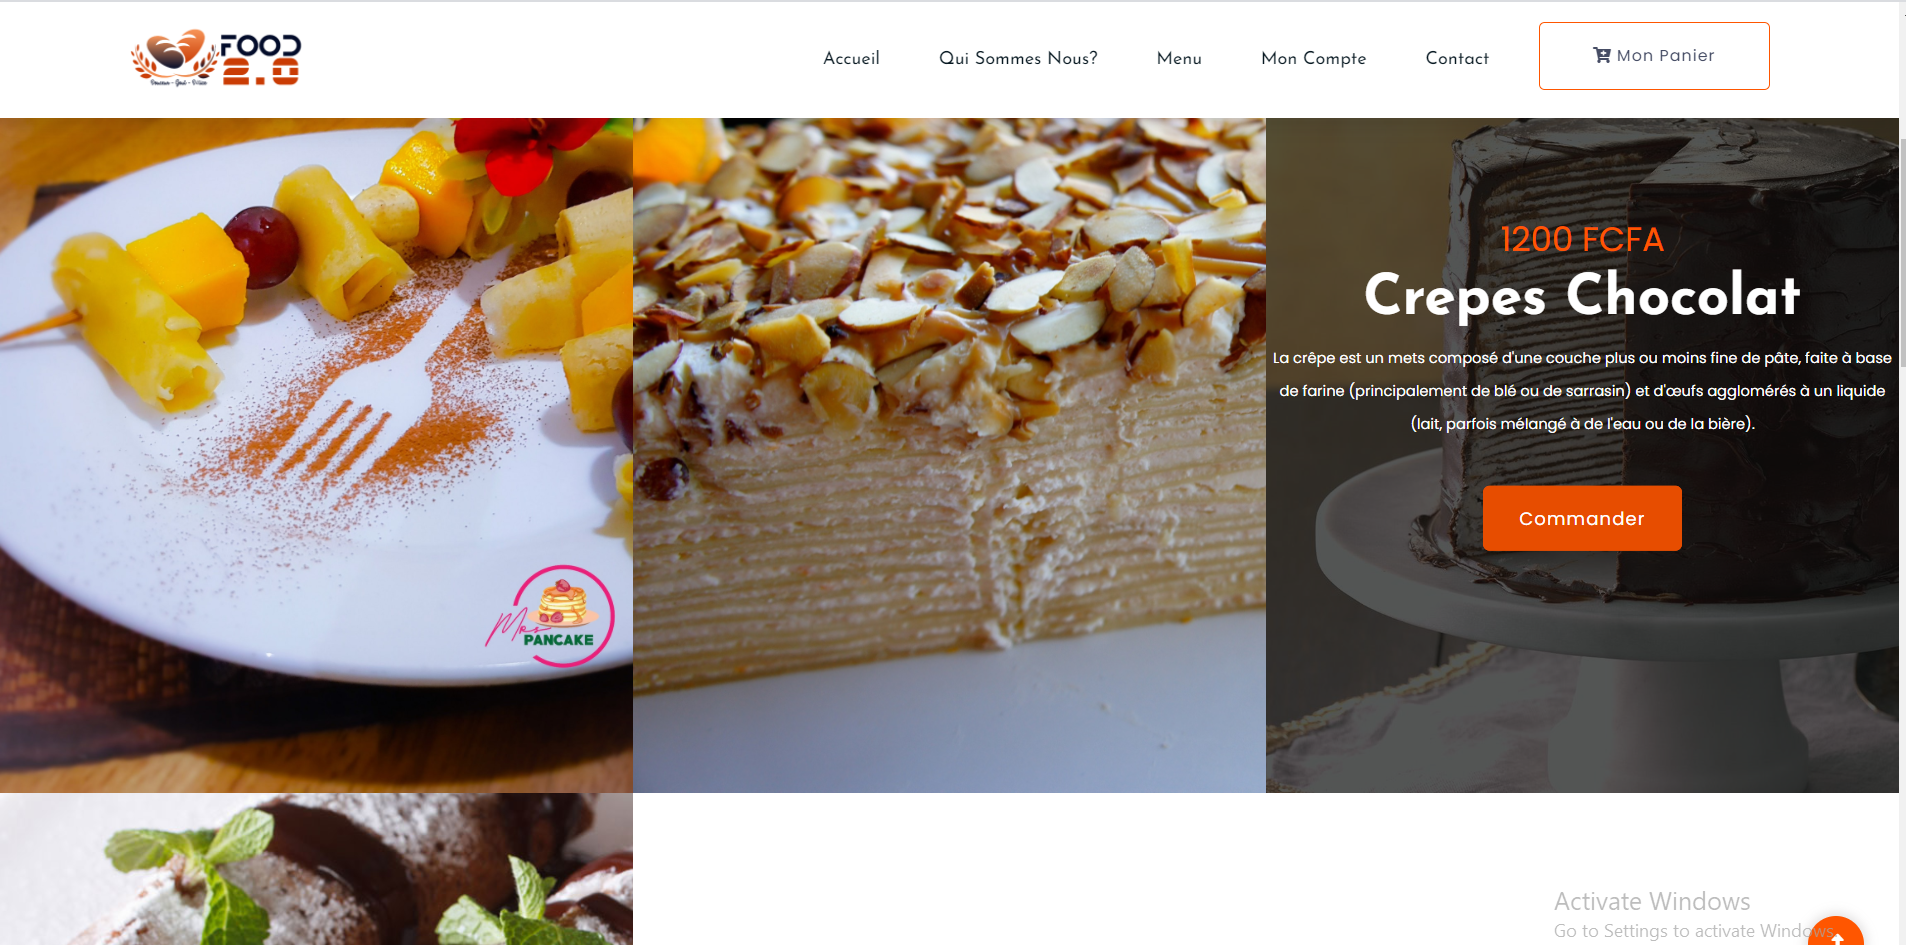 FOOD
2.0
Accueil
Qui Sommes Nous?
Menu
Mon Compte
Contact
Mon Panier
1200 FCFA
Crepes Chocolat
La crêpe est un mets composé d'une couche plus ou moins fine de pâte, faite à base
de farine (principalement de blé ou de sarrasin) et d'œufs agglomérés à un liquide
(lait, parfois mélangé à de l'eau ou de la bière).
Commander
Mrs
PANCAKE
Activate Windows
Go to Settings to activate Windows.